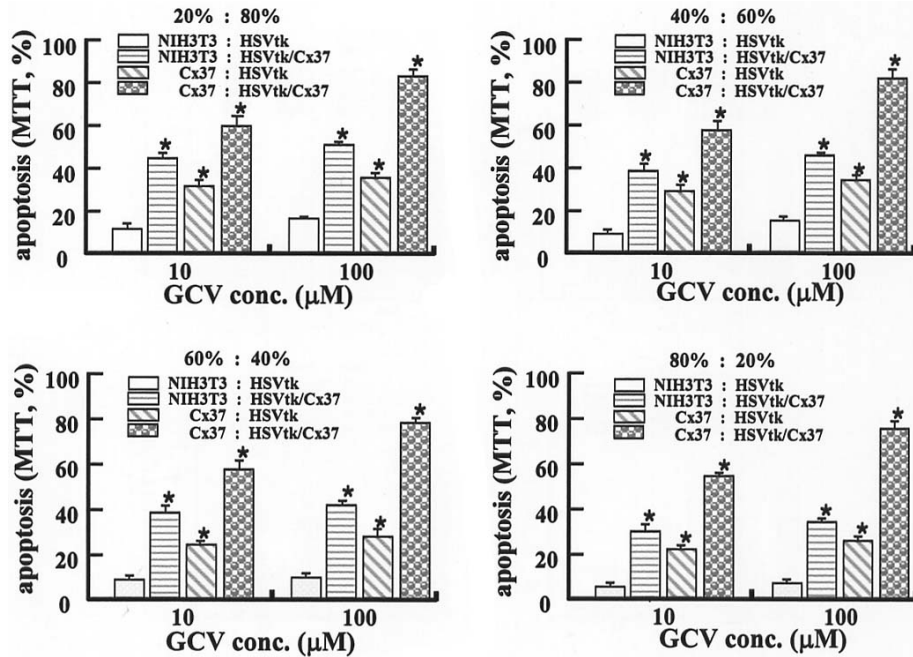 20% : 80%
NIH3T3 : HSVtk
NIH3T3 : HSVtk/Cx37
Cx37 : HSVtk
Cx37 : HSVtk/Cx37
apoptosis (MTT, %)
100
80
60
40
20
0
* * * * * *
10 100
GCV conc. (μM)
40% : 60%
NIH3T3 : HSVtk
NIH3T3 : HSVtk/Cx37
Cx37 : HSVtk
Cx37 : HSVtk/Cx37
apoptosis (MTT, %)
100
80
60
40
20
0
* * * * * *
10 100
GCV conc. (μM)
60% : 40%
NIH3T3 : HSVtk
NIH3T3 : HSVtk/Cx37
Cx37 : HSVtk
Cx37 : HSVtk/Cx37
apoptosis (MTT, %)
100
80
60
40
20
0
* * * * * *
10 100
GCV conc. (μM)
80% : 20%
NIH3T3 : HSVtk
NIH3T3 : HSVtk/Cx37
Cx37 : HSVtk
Cx37 : HSVtk/Cx37
apoptosis (MTT, %)
100
80
60
40
20
0
* * * * * *
10 100
GCV conc. (μM)